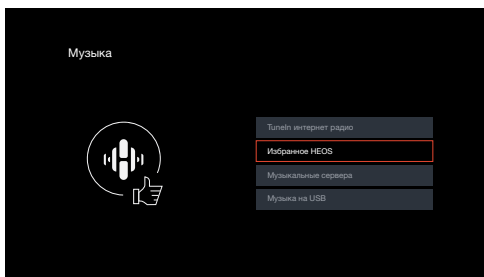 Музыка
TuneIn интернет радио
Избранное HEOS
Музыкальные сервера
Музыка на USB